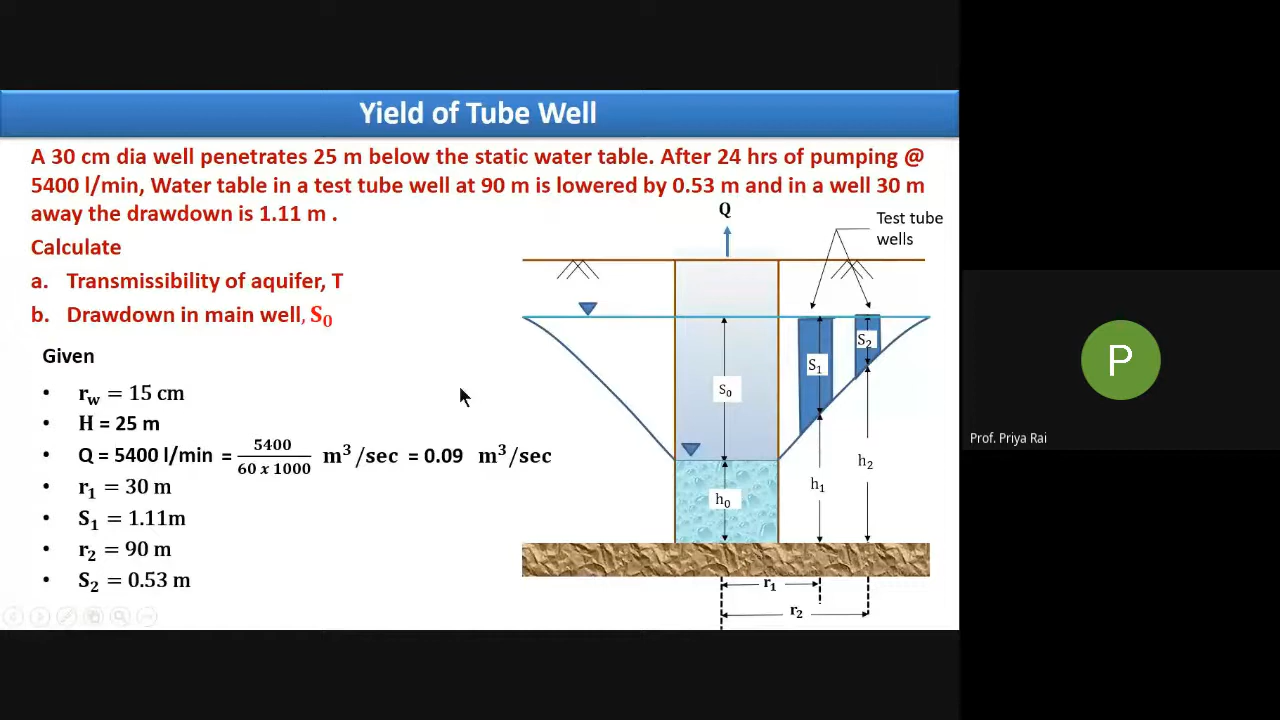 Yield of Tube Well
A 30 cm dia well penetrates 25 m below the static water table. After 24 hrs of pumping @
5400 l/min, Water table in a test tube well at 90 m is lowered by 0.53 m and in a well 30 m
away the drawdown is 1.11 m .
Calculate
a. Transmissibility of aquifer, T
b. Drawdown in main well, S₀
Given
• r_w = 15 cm
• H = 25 m
• Q = 5400 l/min = 5400/(60 x 1000) m³/sec = 0.09 m³/sec
• r₁ = 30 m
• S₁ = 1.11m
• r₂ = 90 m
• S₂ = 0.53 m
Q
Test tube
wells
S₀
S₁
S₂
h₀
h₁
h₂
r₁
r₂
P
Prof. Priya Rai